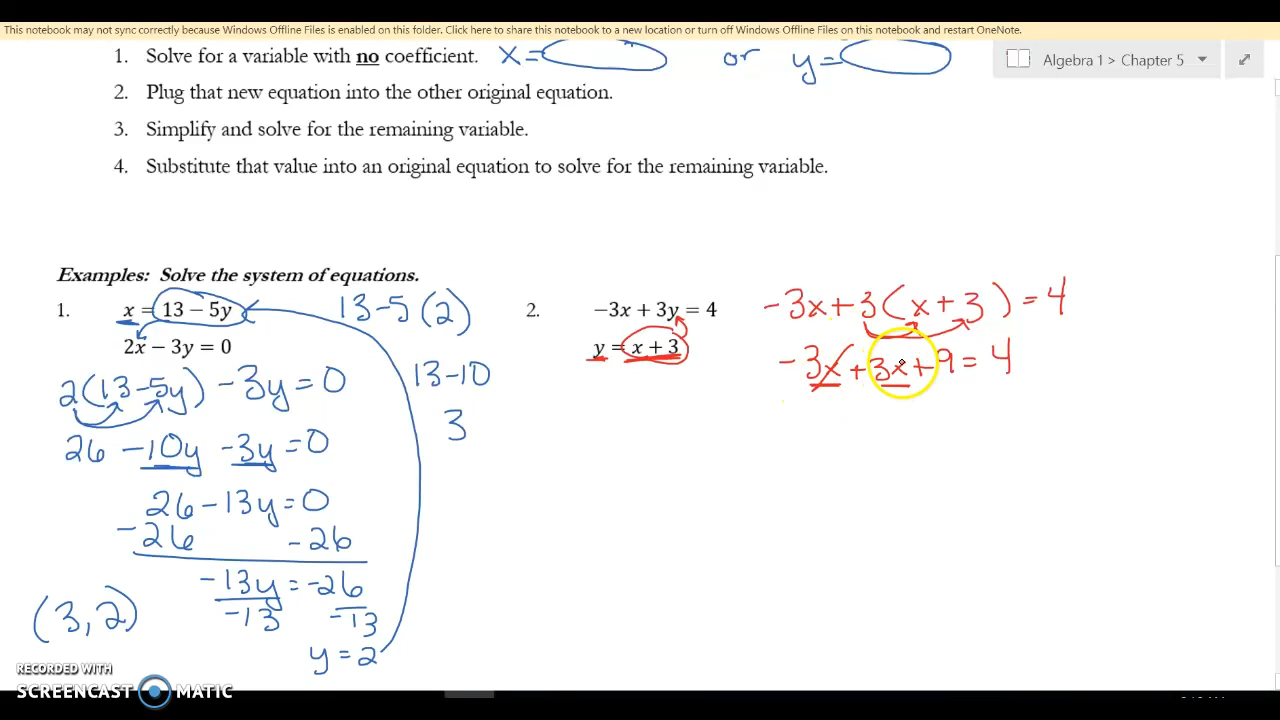 This notebook may not sync correctly because Windows Offline Files is enabled on this folder. Click here to share this notebook to a new location or turn off Windows Offline Files on this notebook and restart OneNote.
Algebra 1 > Chapter 5
1. Solve for a variable with no coefficient. x = or y =
2. Plug that new equation into the other original equation.
3. Simplify and solve for the remaining variable.
4. Substitute that value into an original equation to solve for the remaining variable.
Examples: Solve the system of equations.
1. x = 13 − 5y
2x − 3y = 0
13-5(2)
13-10
3
2(13-5y) -3y=0
26 -10y -3y=0
26-13y=0
-26 -26
-13y=-26
-13 -13
y=2
(3,2)
2. −3x + 3y = 4
y = x + 3
-3x+3(x+3)=4
-3x+3x+9=4
RECORDED WITH
SCREENCAST MATIC